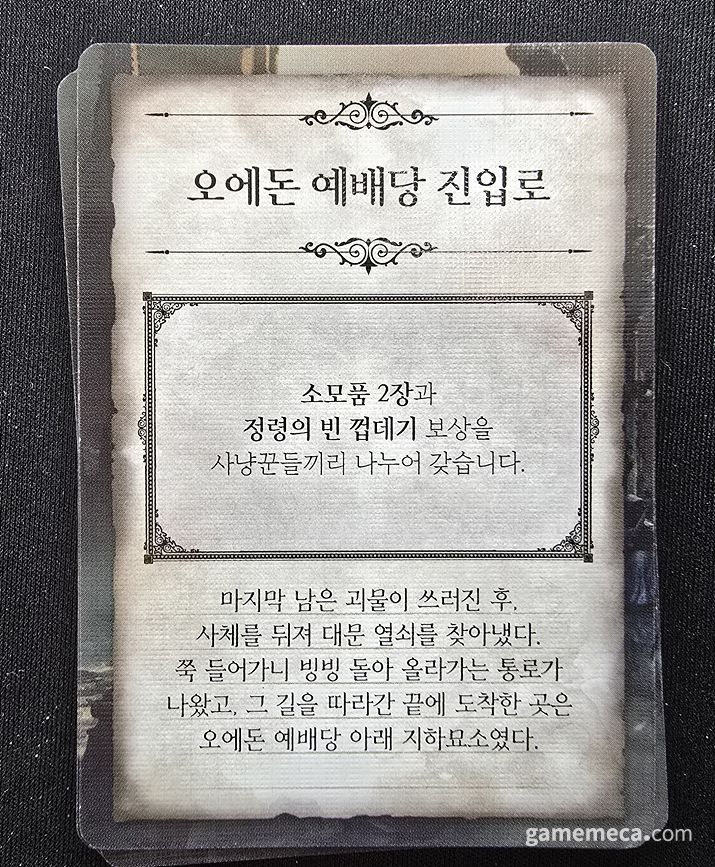 오에돈 예배당 진입로
소모품 2장과
정령의 빈 껍데기 보상을
사냥꾼들끼리 나누어 갖습니다.
마지막 남은 괴물이 쓰러진 후,
사체를 뒤져 대문 열쇠를 찾아냈다.
쭉 들어가니 빙빙 돌아 올라가는 통로가
나왔고, 그 길을 따라간 끝에 도착한 곳은
오에돈 예배당 아래 지하묘소였다.
gamemeca.com